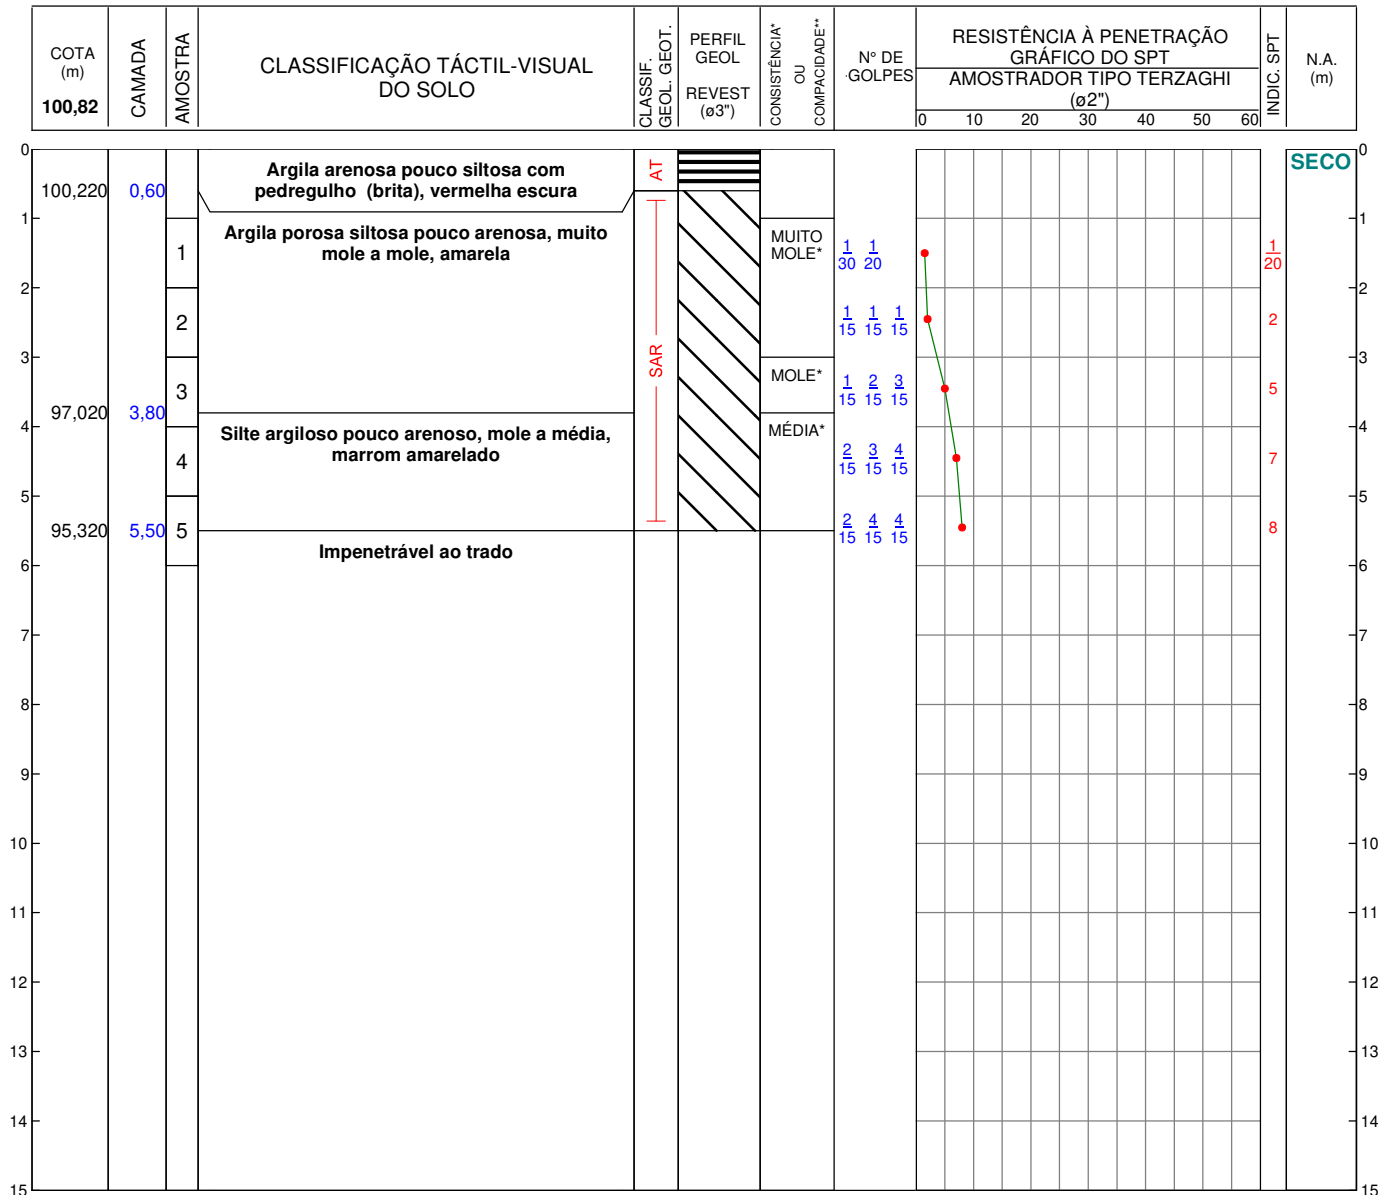 COTA
(m)
100,82
CAMADA
AMOSTRA
CLASSIFICAÇÃO TÁCTIL-VISUAL
DO SOLO
CLASSIF.
GEOL. GEOT.
PERFIL
GEOL
REVEST
(ø3")
CONSISTÊNCIA*
OU
COMPACIDADE**
Nº DE
GOLPES
RESISTÊNCIA À PENETRAÇÃO
GRÁFICO DO SPT
AMOSTRADOR TIPO TERZAGHI
(ø2")
0 10 20 30 40 50 60
INDIC. SPT
N.A.
(m)
0 0
SECO
Argila arenosa pouco siltosa com
pedregulho (brita), vermelha escura
AT
100,220 0,60
1 1
Argila porosa siltosa pouco arenosa, muito
mole a mole, amarela
1
MUITO
MOLE*
1 1
30 20
1
20
2 2
2
1 1 1
15 15 15
2
3 3
SAR
MOLE*
3
1 2 3
15 15 15
5
97,020 3,80
4 4
Silte argiloso pouco arenoso, mole a média,
marrom amarelado
MÉDIA*
4
2 3 4
15 15 15
7
5 5
95,320 5,50 5
2 4 4
15 15 15
8
Impenetrável ao trado
6 6
7 7
8 8
9 9
10 10
11 11
12 12
13 13
14 14
15 15